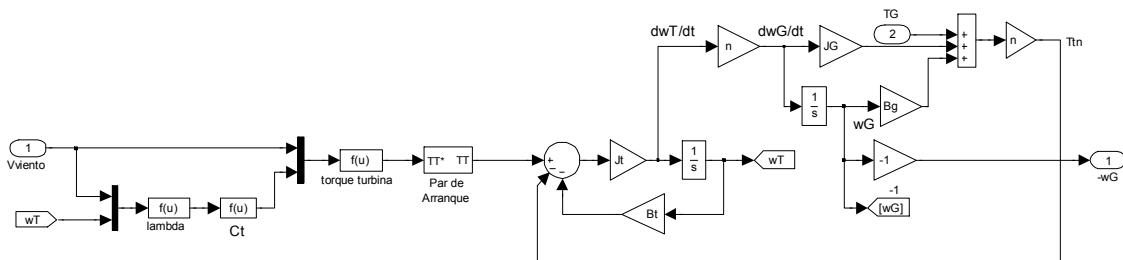 TG
2
dwT/dt
dwG/dt
n
JG
+
+
+
n
Ttn
1
s
Bg
wG
1
Vviento
f(u)
torque turbina
TT* TT
Par de
Arranque
+
−
−
Jt
1
s
wT
-1
1
-wG
wT
f(u)
lambda
f(u)
Ct
Bt
-1
[wG]